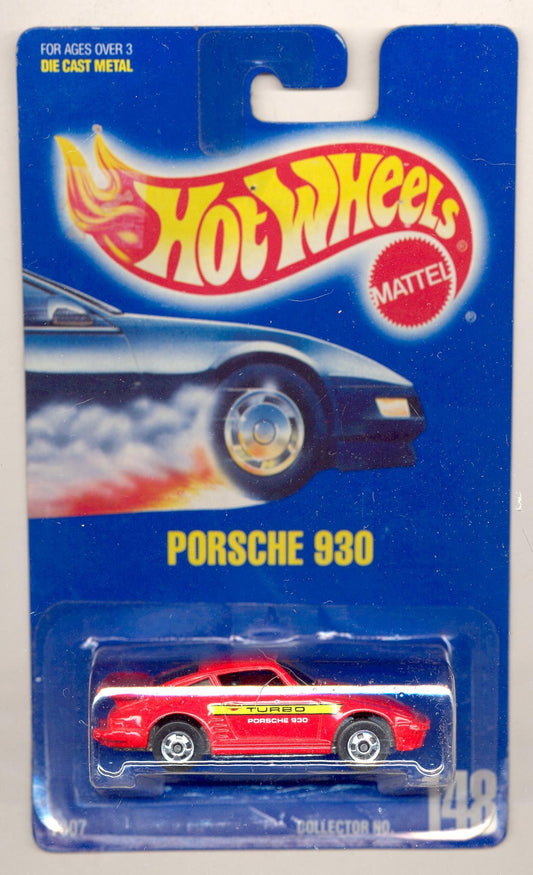 FOR AGES OVER 3
DIE CAST METAL
HOT WHEELS
®
MATTEL
®
PORSCHE 930
TURBO
PORSCHE 930
COLLECTOR NO.
148